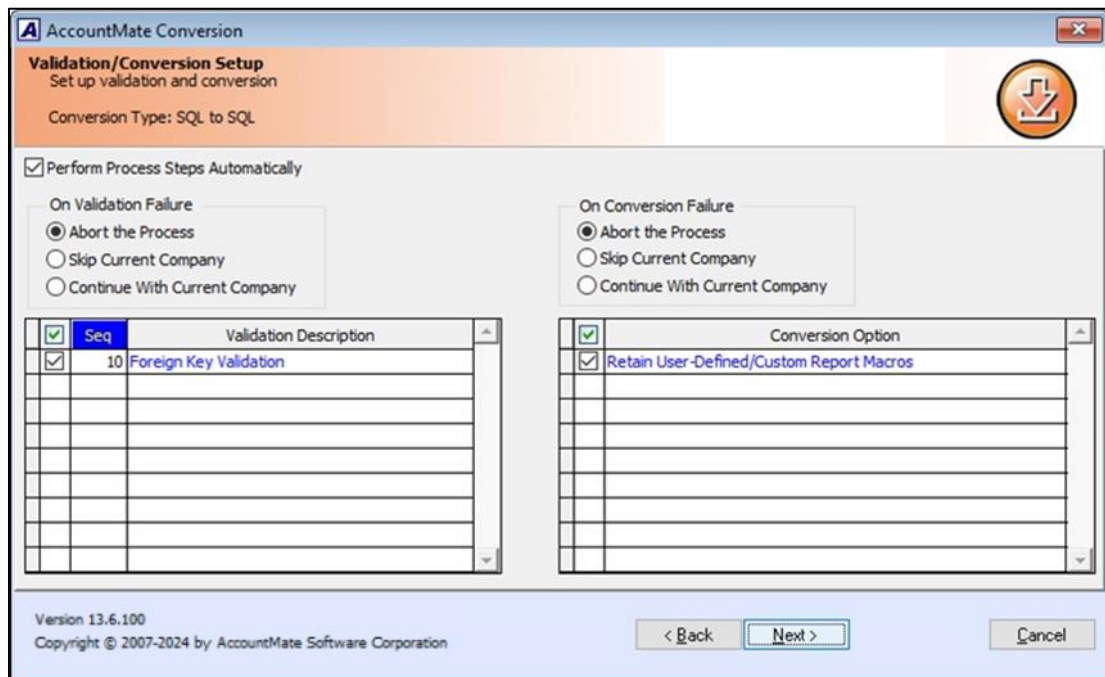 AccountMate Conversion
Validation/Conversion Setup
Set up validation and conversion
Conversion Type: SQL to SQL
Perform Process Steps Automatically
On Validation Failure
Abort the Process
Skip Current Company
Continue With Current Company
On Conversion Failure
Abort the Process
Skip Current Company
Continue With Current Company
Seq Validation Description
10 Foreign Key Validation
Conversion Option
Retain User-Defined/Custom Report Macros
Version 13.6.100
Copyright © 2007-2024 by AccountMate Software Corporation
< Back Next > Cancel